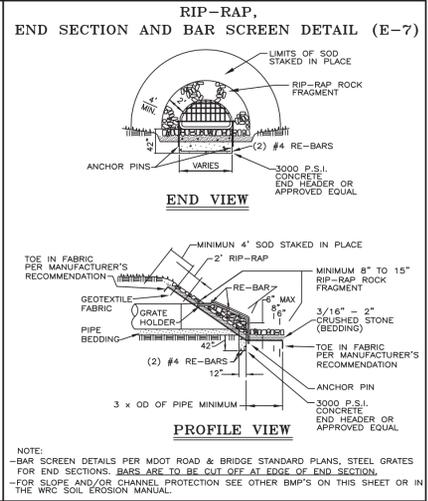 RIP-RAP,
END SECTION AND BAR SCREEN DETAIL (E-7)
LIMITS OF SOD
STAKED IN PLACE
RIP-RAP ROCK
FRAGMENT
4'
MIN.
2'
42"
(2) #4 RE-BARS
ANCHOR PINS
VARIES
3000 P.S.I.
CONCRETE
END HEADER OR
APPROVED EQUAL
END VIEW
MINIMUN 4' SOD STAKED IN PLACE
2' RIP-RAP
TOE IN FABRIC
PER MANUFACTURER'S
RECOMMENDATION
RE-BAR
MINIMUM 8" TO 15"
RIP-RAP ROCK
FRAGMENT
6" MAX
8"
6"
GEOTEXTILE
FABRIC
GRATE
HOLDER
3/16" - 2"
CRUSHED STONE
(BEDDING)
PIPE
BEDDING
42"
TOE IN FABRIC
PER MANUFACTURER'S
RECOMMENDATION
(2) #4 RE-BARS
12"
ANCHOR PIN
3 x OD OF PIPE MINIMUM
3000 P.S.I.
CONCRETE
END HEADER OR
APPROVED EQUAL
PROFILE VIEW
NOTE:
-BAR SCREEN DETAILS PER MDOT ROAD & BRIDGE STANDARD PLANS, STEEL GRATES
FOR END SECTIONS. BARS ARE TO BE CUT OFF AT EDGE OF END SECTION.
-FOR SLOPE AND/OR CHANNEL PROTECTION SEE OTHER BMP'S ON THIS SHEET OR IN
THE WRC SOIL EROSION MANUAL.